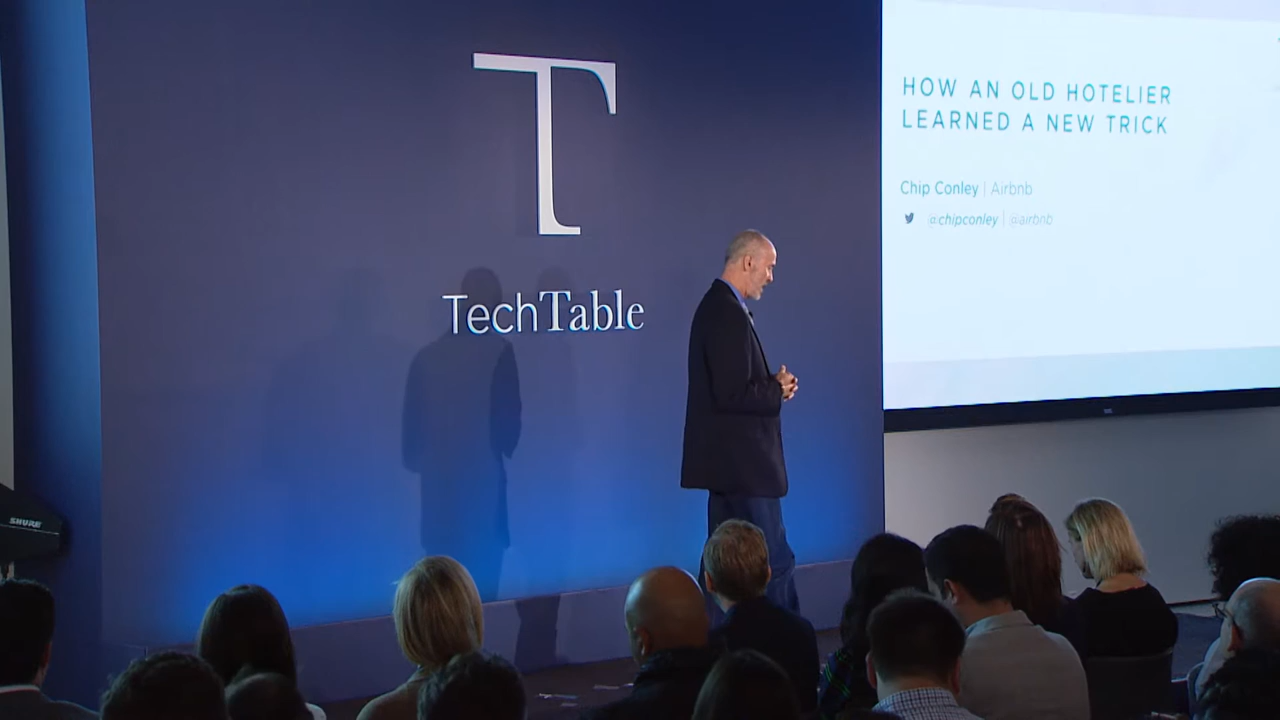 T
TechTable
HOW AN OLD HOTELIER
LEARNED A NEW TRICK
Chip Conley | Airbnb
@chipconley | @airbnb
SHURE